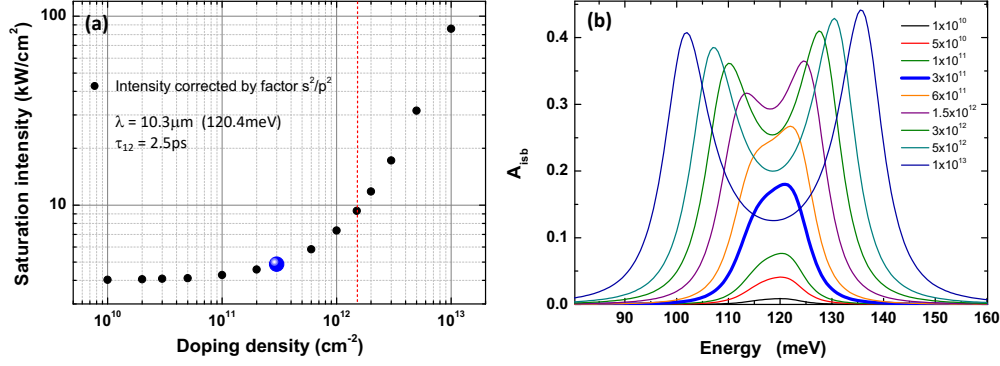 (a)
100
10
Saturation intensity (kW/cm²)
Intensity corrected by factor s²/p²
λ = 10.3μm (120.4meV)
τ₁₂ = 2.5ps
10¹⁰ 10¹¹ 10¹² 10¹³
Doping density (cm⁻²)
(b)
0.4
0.3
0.2
0.1
0.0
A_isb
1x10¹⁰
5x10¹⁰
1x10¹¹
3x10¹¹
6x10¹¹
1.5x10¹²
3x10¹²
5x10¹²
1x10¹³
90 100 110 120 130 140 150 160
Energy (meV)